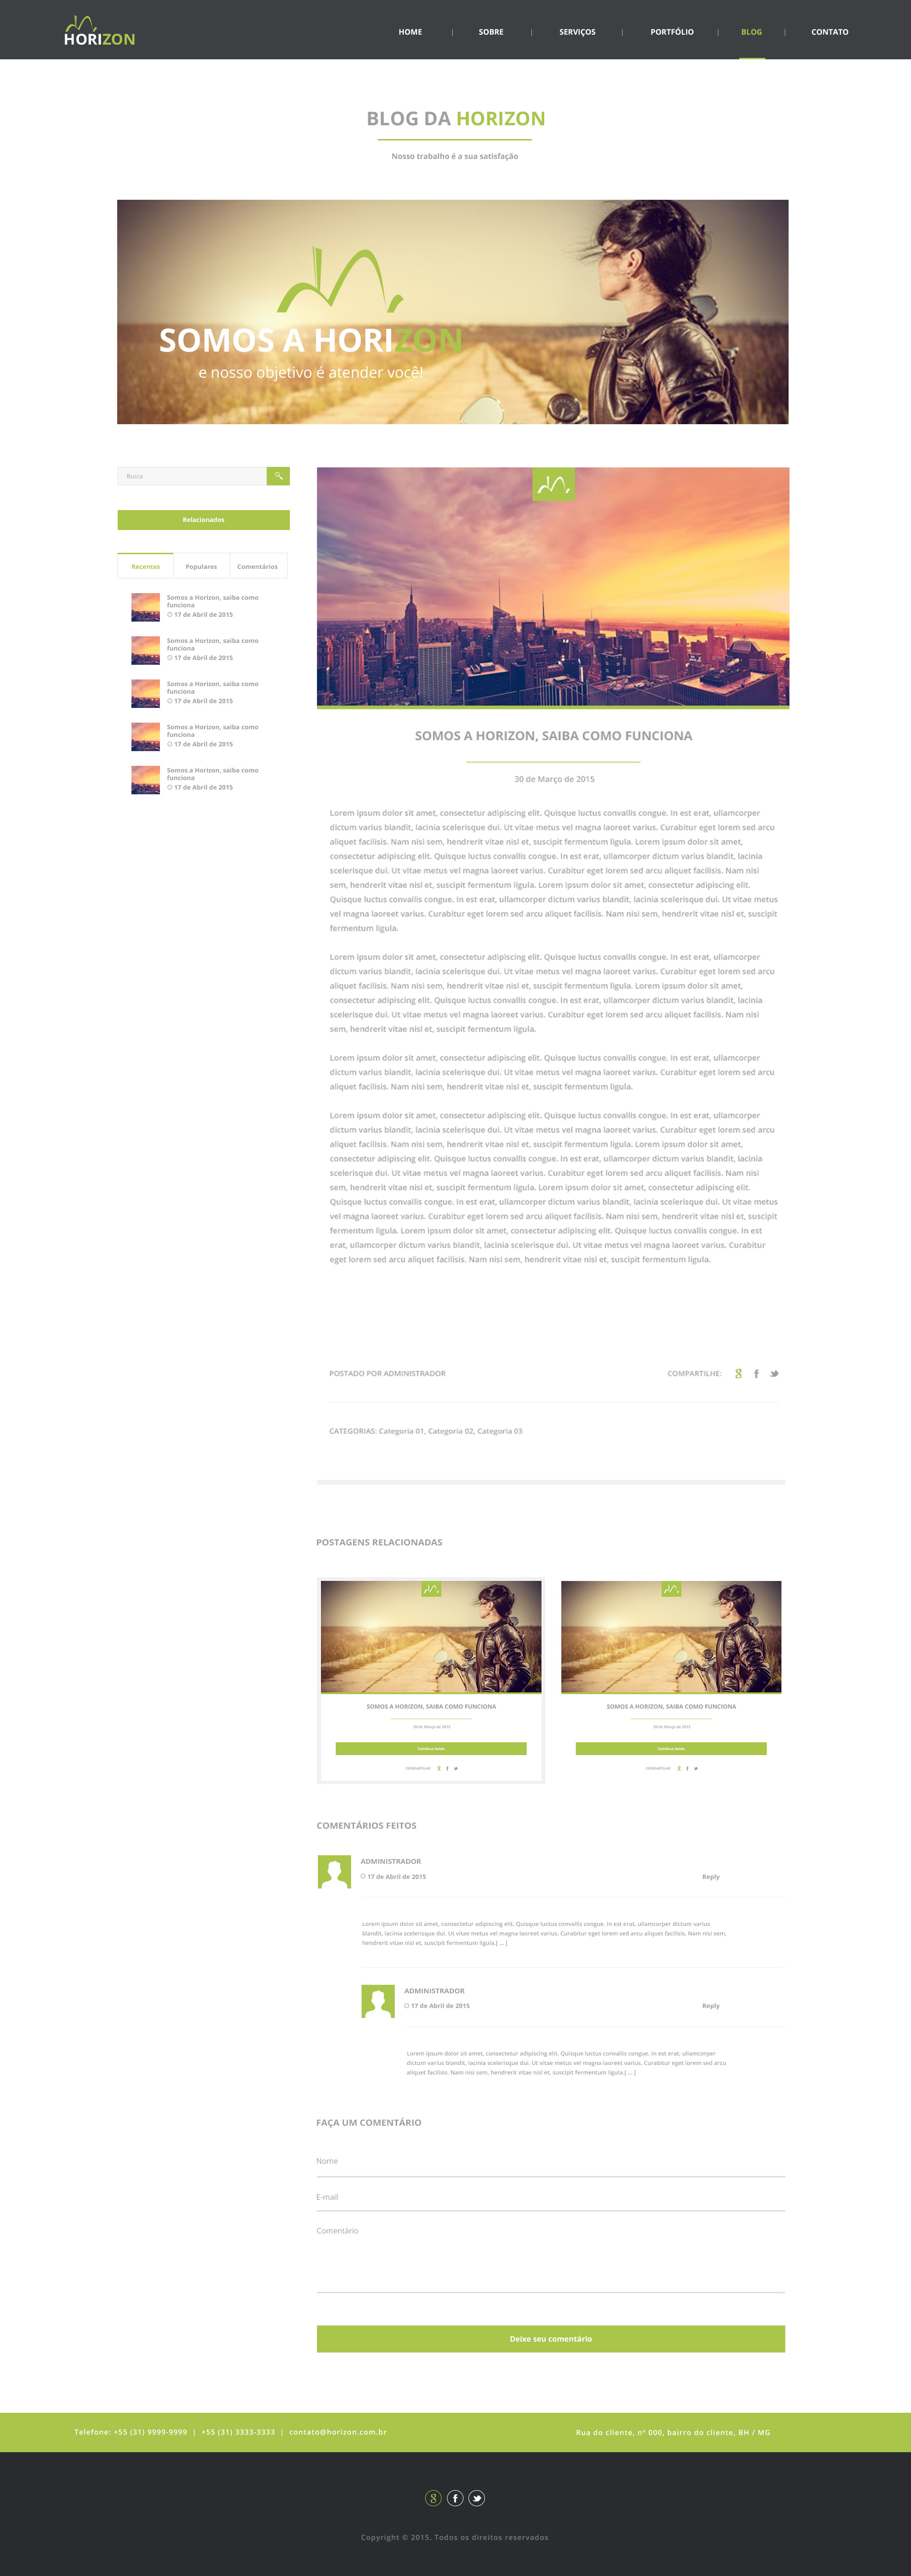 HORIZON
HOME | SOBRE | SERVIÇOS | PORTFÓLIO | BLOG | CONTATO
BLOG DA HORIZON
Nosso trabalho é a sua satisfação
SOMOS A HORIZON
e nosso objetivo é atender você!
Busca
Relacionados
Recentes Populares Comentários
Somos a Horizon, saiba como
funciona
17 de Abril de 2015
Somos a Horizon, saiba como
funciona
17 de Abril de 2015
Somos a Horizon, saiba como
funciona
17 de Abril de 2015
Somos a Horizon, saiba como
funciona
17 de Abril de 2015
Somos a Horizon, saiba como
funciona
17 de Abril de 2015
SOMOS A HORIZON, SAIBA COMO FUNCIONA
30 de Março de 2015
Lorem ipsum dolor sit amet, consectetur adipiscing elit. Quisque luctus convallis congue. In est erat, ullamcorper
dictum varius blandit, lacinia scelerisque dui. Ut vitae metus vel magna laoreet varius. Curabitur eget lorem sed arcu
aliquet facilisis. Nam nisi sem, hendrerit vitae nisl et, suscipit fermentum ligula. Lorem ipsum dolor sit amet,
consectetur adipiscing elit. Quisque luctus convallis congue. In est erat, ullamcorper dictum varius blandit, lacinia
scelerisque dui. Ut vitae metus vel magna laoreet varius. Curabitur eget lorem sed arcu aliquet facilisis. Nam nisi
sem, hendrerit vitae nisl et, suscipit fermentum ligula. Lorem ipsum dolor sit amet, consectetur adipiscing elit.
Quisque luctus convallis congue. In est erat, ullamcorper dictum varius blandit, lacinia scelerisque dui. Ut vitae metus
vel magna laoreet varius. Curabitur eget lorem sed arcu aliquet facilisis. Nam nisi sem, hendrerit vitae nisl et, suscipit
fermentum ligula.
Lorem ipsum dolor sit amet, consectetur adipiscing elit. Quisque luctus convallis congue. In est erat, ullamcorper
dictum varius blandit, lacinia scelerisque dui. Ut vitae metus vel magna laoreet varius. Curabitur eget lorem sed arcu
aliquet facilisis. Nam nisi sem, hendrerit vitae nisl et, suscipit fermentum ligula. Lorem ipsum dolor sit amet,
consectetur adipiscing elit. Quisque luctus convallis congue. In est erat, ullamcorper dictum varius blandit, lacinia
scelerisque dui. Ut vitae metus vel magna laoreet varius. Curabitur eget lorem sed arcu aliquet facilisis. Nam nisi
sem, hendrerit vitae nisl et, suscipit fermentum ligula.
Lorem ipsum dolor sit amet, consectetur adipiscing elit. Quisque luctus convallis congue. In est erat, ullamcorper
dictum varius blandit, lacinia scelerisque dui. Ut vitae metus vel magna laoreet varius. Curabitur eget lorem sed arcu
aliquet facilisis. Nam nisi sem, hendrerit vitae nisl et, suscipit fermentum ligula.
Lorem ipsum dolor sit amet, consectetur adipiscing elit. Quisque luctus convallis congue. In est erat, ullamcorper
dictum varius blandit, lacinia scelerisque dui. Ut vitae metus vel magna laoreet varius. Curabitur eget lorem sed arcu
aliquet facilisis. Nam nisi sem, hendrerit vitae nisl et, suscipit fermentum ligula. Lorem ipsum dolor sit amet,
consectetur adipiscing elit. Quisque luctus convallis congue. In est erat, ullamcorper dictum varius blandit, lacinia
scelerisque dui. Ut vitae metus vel magna laoreet varius. Curabitur eget lorem sed arcu aliquet facilisis. Nam nisi
sem, hendrerit vitae nisl et, suscipit fermentum ligula. Lorem ipsum dolor sit amet, consectetur adipiscing elit.
Quisque luctus convallis congue. In est erat, ullamcorper dictum varius blandit, lacinia scelerisque dui. Ut vitae metus
vel magna laoreet varius. Curabitur eget lorem sed arcu aliquet facilisis. Nam nisi sem, hendrerit vitae nisl et, suscipit
fermentum ligula. Lorem ipsum dolor sit amet, consectetur adipiscing elit. Quisque luctus convallis congue. In est
erat, ullamcorper dictum varius blandit, lacinia scelerisque dui. Ut vitae metus vel magna laoreet varius. Curabitur
eget lorem sed arcu aliquet facilisis. Nam nisi sem, hendrerit vitae nisl et, suscipit fermentum ligula.
POSTADO POR ADMINISTRADOR COMPARTILHE:
CATEGORIAS: Categoria 01, Categoria 02, Categoria 03
POSTAGENS RELACIONADAS
SOMOS A HORIZON, SAIBA COMO FUNCIONA
30 de Março de 2015
Continue lendo
COMPARTILHE:
SOMOS A HORIZON, SAIBA COMO FUNCIONA
30 de Março de 2015
Continue lendo
COMPARTILHE:
COMENTÁRIOS FEITOS
ADMINISTRADOR
17 de Abril de 2015 Reply
Lorem ipsum dolor sit amet, consectetur adipiscing elit. Quisque luctus convallis congue. In est erat, ullamcorper dictum varius
blandit, lacinia scelerisque dui. Ut vitae metus vel magna laoreet varius. Curabitur eget lorem sed arcu aliquet facilisis. Nam nisi sem,
hendrerit vitae nisl et, suscipit fermentum ligula.[ ... ]
ADMINISTRADOR
17 de Abril de 2015 Reply
Lorem ipsum dolor sit amet, consectetur adipiscing elit. Quisque luctus convallis congue. In est erat, ullamcorper
dictum varius blandit, lacinia scelerisque dui. Ut vitae metus vel magna laoreet varius. Curabitur eget lorem sed arcu
aliquet facilisis. Nam nisi sem, hendrerit vitae nisl et, suscipit fermentum ligula.[ ... ]
FAÇA UM COMENTÁRIO
Nome
E-mail
Comentário
Deixe seu comentário
Telefone: +55 (31) 9999-9999 | +55 (31) 3333-3333 | contato@horizon.com.br
Rua do cliente, nº 000, bairro do cliente, BH / MG
Copyright © 2015. Todos os direitos reservados